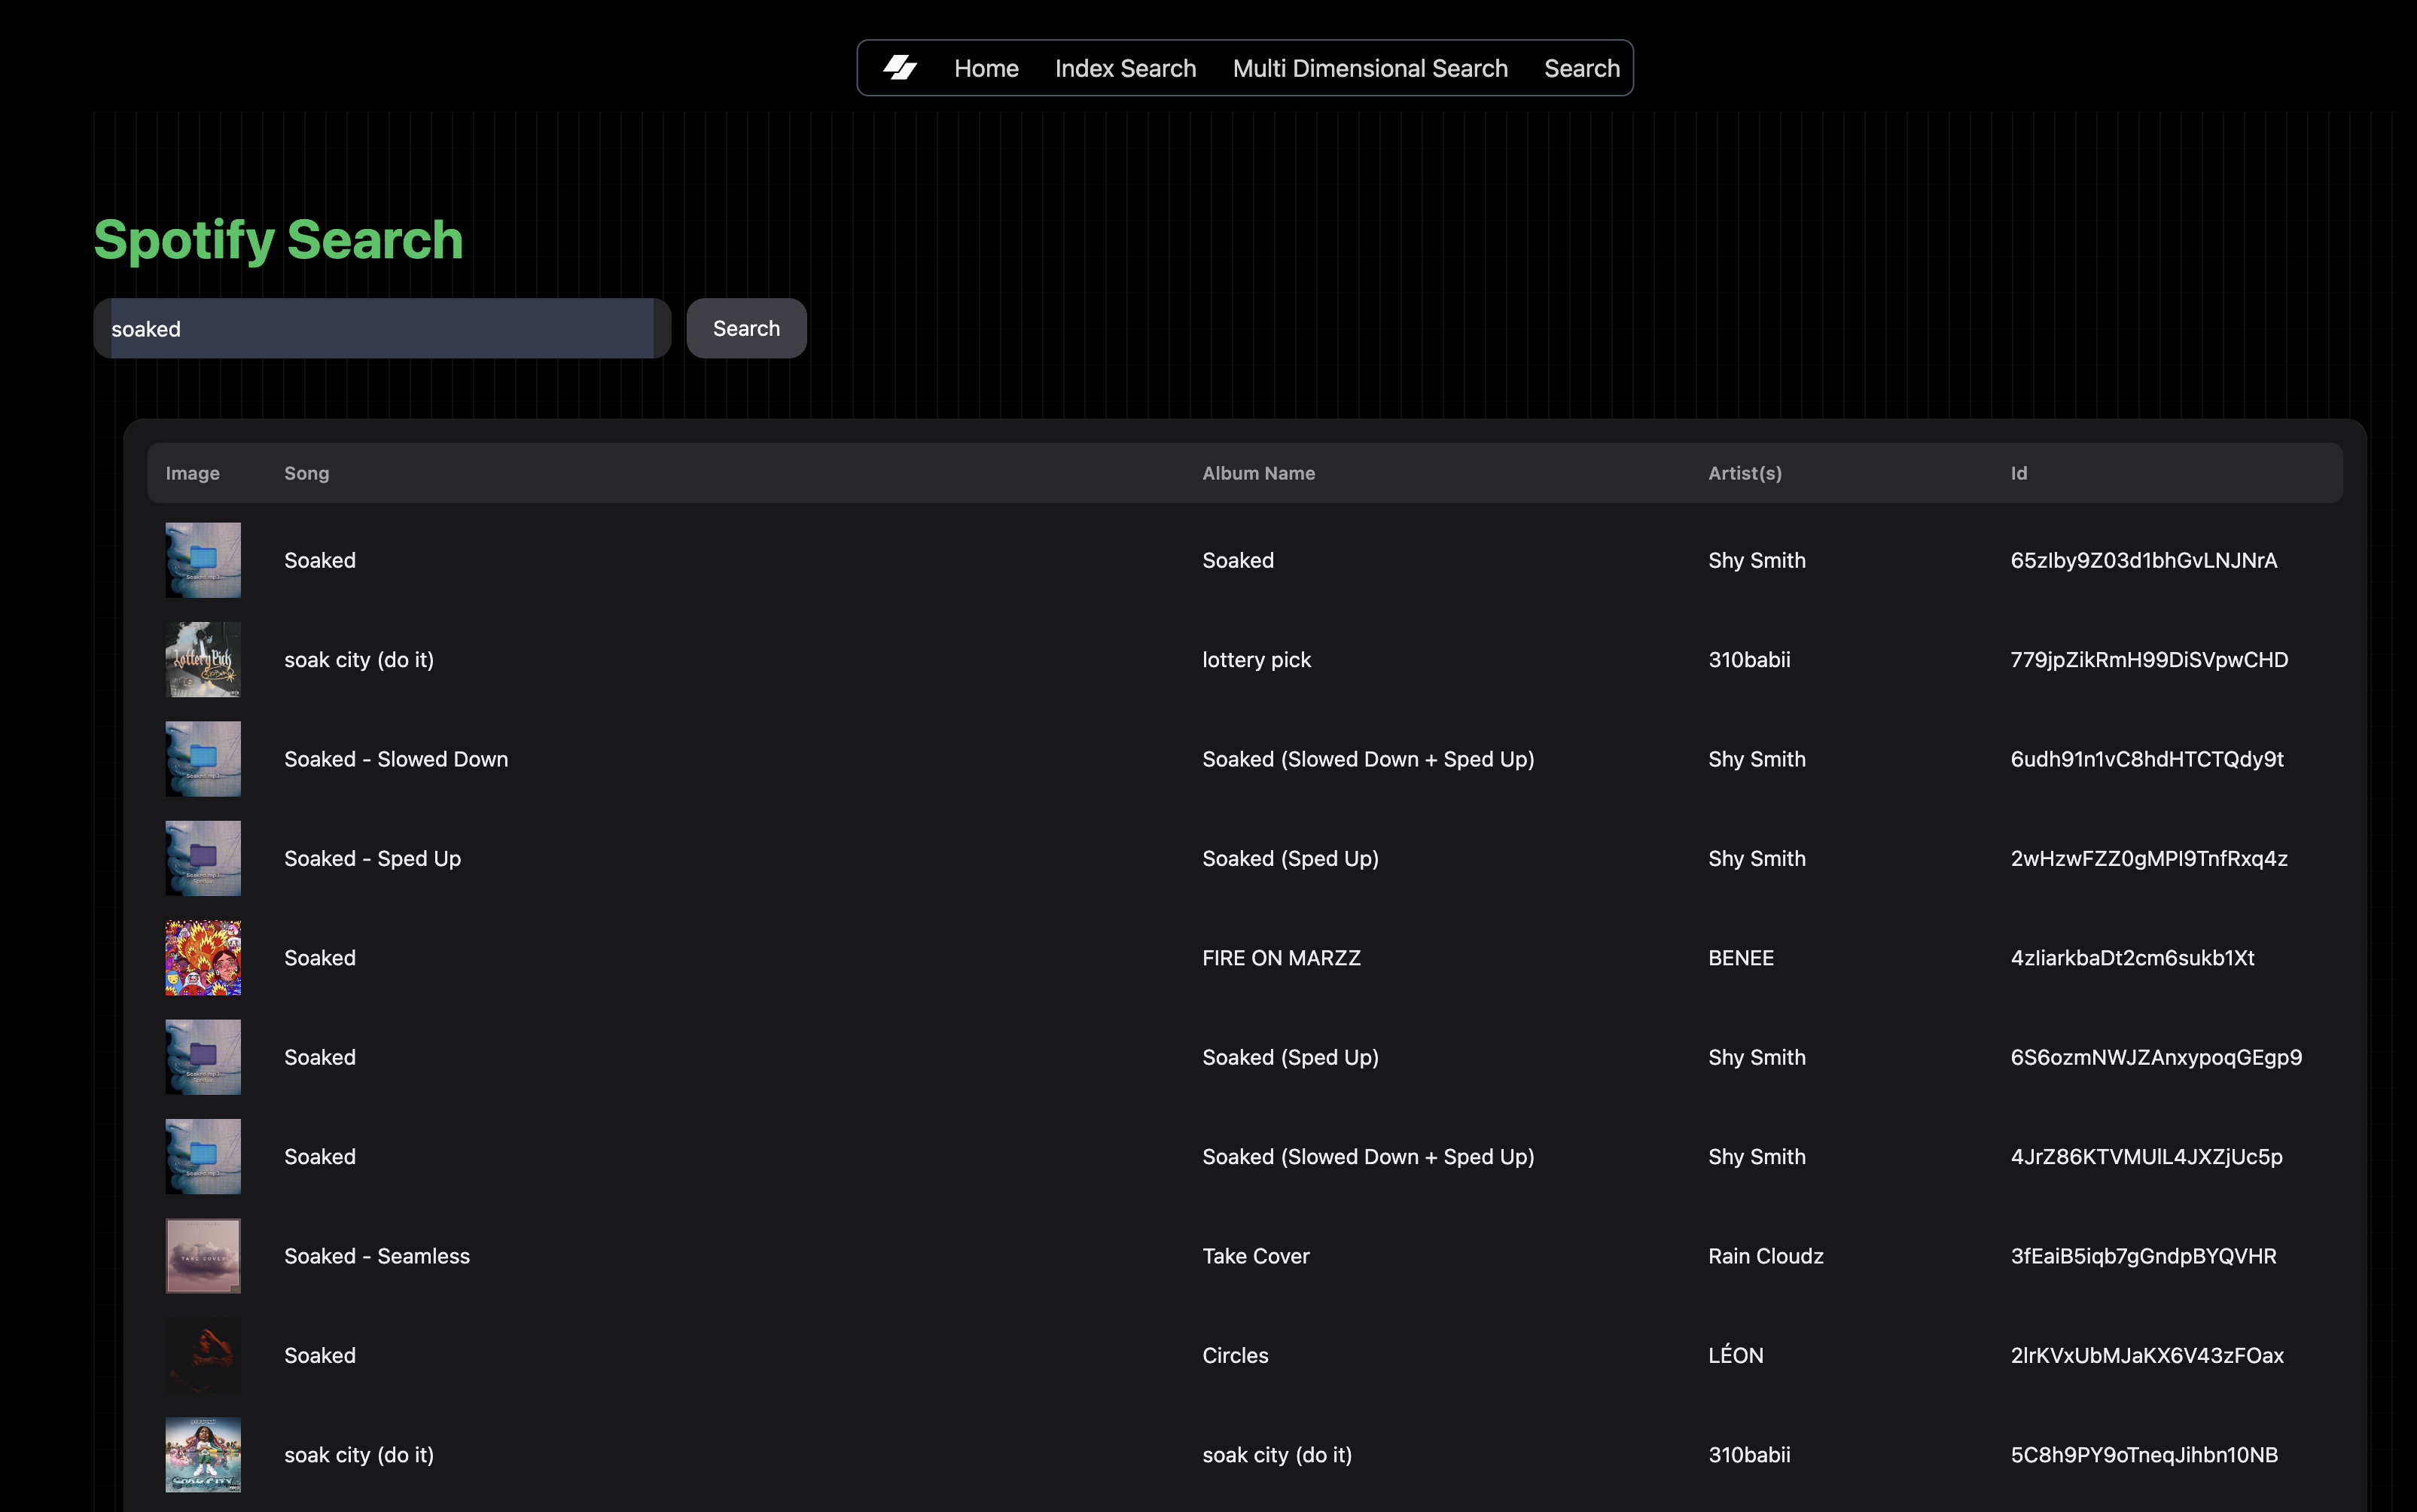 Home Index Search Multi Dimensional Search Search
Spotify Search
soaked Search
Image Song Album Name Artist(s) Id
Soaked Soaked Shy Smith 65zIby9Z03d1bhGvLNJNrA
soak city (do it) lottery pick 310babii 779jpZikRmH99DiSVpwCHD
Soaked - Slowed Down Soaked (Slowed Down + Sped Up) Shy Smith 6udh91n1vC8hdHTCTQdy9t
Soaked - Sped Up Soaked (Sped Up) Shy Smith 2wHzwFZZ0gMPI9TnfRxq4z
Soaked FIRE ON MARZZ BENEE 4zIiarkbaDt2cm6sukb1Xt
Soaked Soaked (Sped Up) Shy Smith 6S6ozmNWJZAnxypoqGEgp9
Soaked Soaked (Slowed Down + Sped Up) Shy Smith 4JrZ86KTVMUlL4JXZjUc5p
TAKE COVER
Soaked - Seamless Take Cover Rain Cloudz 3fEaiB5iqb7gGndpBYQVHR
Soaked Circles LÉON 2lrKVxUbMJaKX6V43zFOax
soak city (do it) soak city (do it) 310babii 5C8h9PY9oTneqJihbn10NB